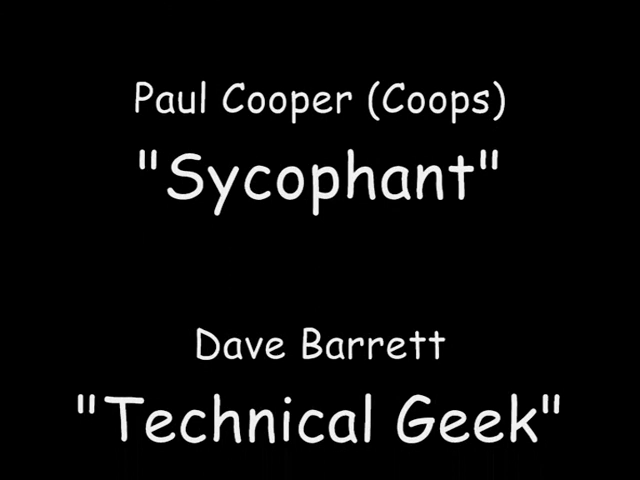 Paul Cooper (Coops)
"Sycophant"
Dave Barrett
"Technical Geek"